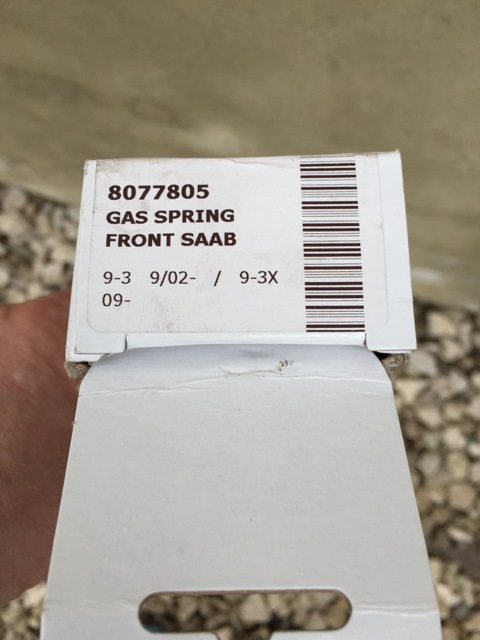 8077805
GAS SPRING
FRONT SAAB
9-3 9/02- / 9-3X
09-